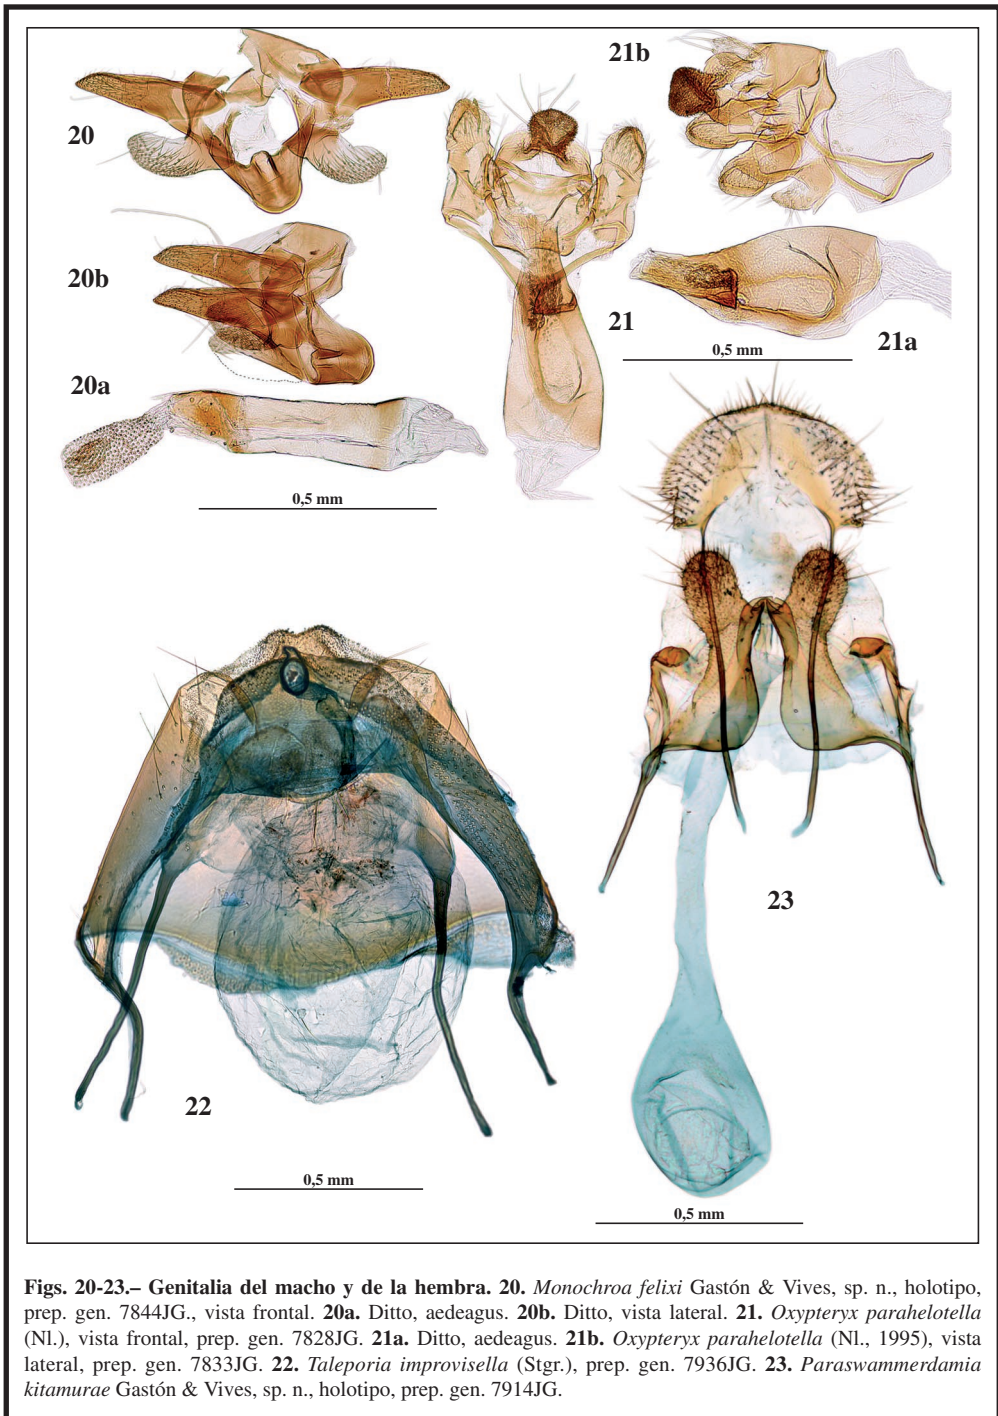 20
21b
20b
21
0,5 mm
21a
20a
0,5 mm
23
22
0,5 mm
0,5 mm
Figs. 20-23.– Genitalia del macho y de la hembra. 20. Monochroa felixi Gastón & Vives, sp. n., holotipo,
prep. gen. 7844JG., vista frontal. 20a. Ditto, aedeagus. 20b. Ditto, vista lateral. 21. Oxypteryx parahelotella
(Nl.), vista frontal, prep. gen. 7828JG. 21a. Ditto, aedeagus. 21b. Oxypteryx parahelotella (Nl., 1995), vista
lateral, prep. gen. 7833JG. 22. Taleporia improvisella (Stgr.), prep. gen. 7936JG. 23. Paraswammerdamia
kitamurae Gastón & Vives, sp. n., holotipo, prep. gen. 7914JG.